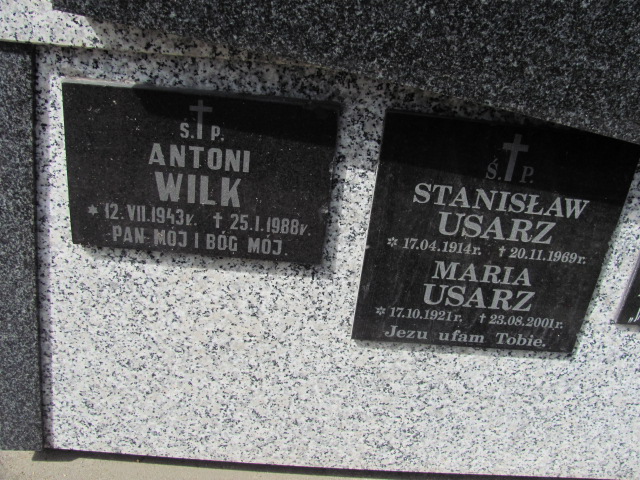 Ś. P.
ANTONI
WILK
* 12.VII.1943r. † 25.I.1988r.
PAN MÓJ I BÓG MÓJ.
Ś. P.
STANISŁAW
USARZ
* 17.04.1914r. † 20.11.1969r.
MARIA
USARZ
* 17.10.1921r. † 23.08.2001r.
Jezu ufam Tobie.